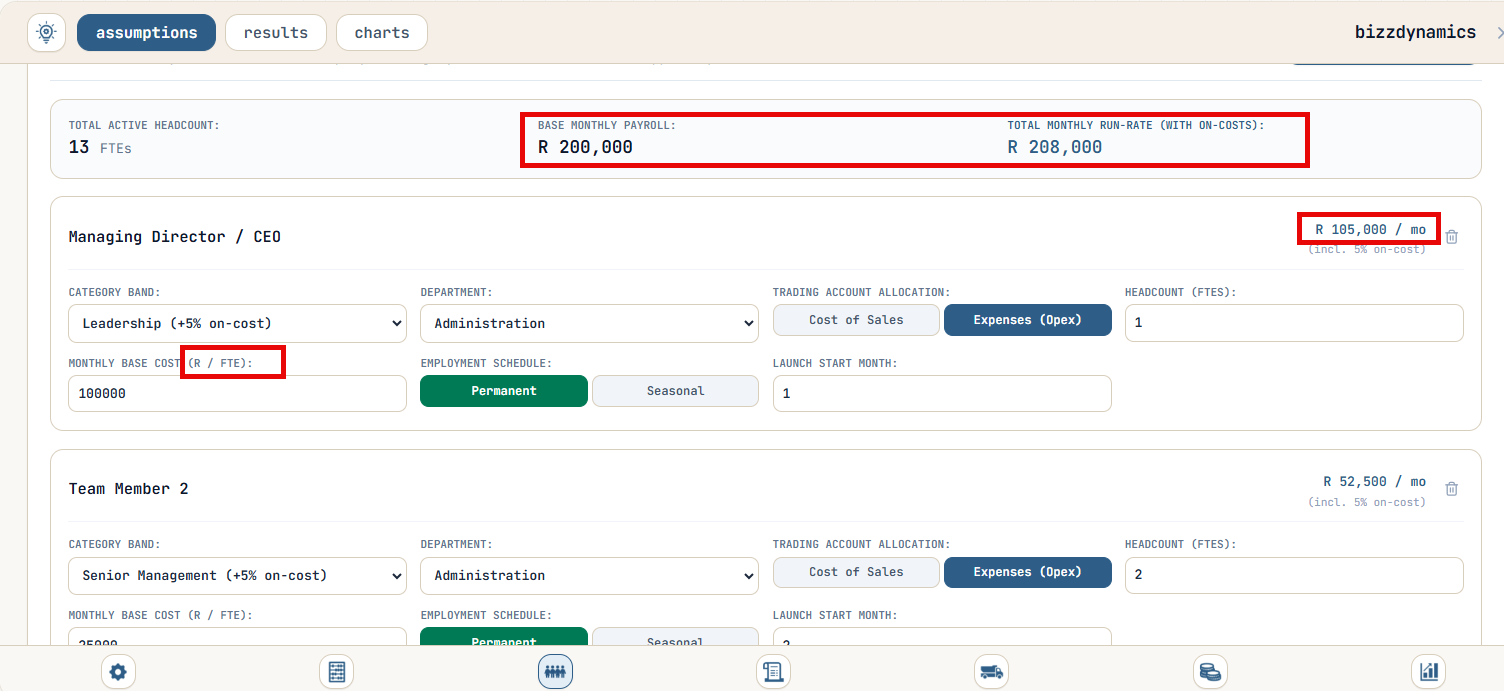 assumptions results charts bizzdynamics
TOTAL ACTIVE HEADCOUNT: BASE MONTHLY PAYROLL: TOTAL MONTHLY RUN-RATE (WITH ON-COSTS):
13 FTEs R 200,000 R 208,000
Managing Director / CEO
R 105,000 / mo
(incl. 5% on-cost)
CATEGORY BAND: DEPARTMENT: TRADING ACCOUNT ALLOCATION: HEADCOUNT (FTES):
Leadership (+5% on-cost) Administration Cost of Sales Expenses (Opex) 1
MONTHLY BASE COST (R / FTE): EMPLOYMENT SCHEDULE: LAUNCH START MONTH:
100000 Permanent Seasonal 1
Team Member 2
R 52,500 / mo
(incl. 5% on-cost)
CATEGORY BAND: DEPARTMENT: TRADING ACCOUNT ALLOCATION: HEADCOUNT (FTES):
Senior Management (+5% on-cost) Administration Cost of Sales Expenses (Opex) 2
MONTHLY BASE COST (R / FTE): EMPLOYMENT SCHEDULE: LAUNCH START MONTH:
25000 Permanent Seasonal